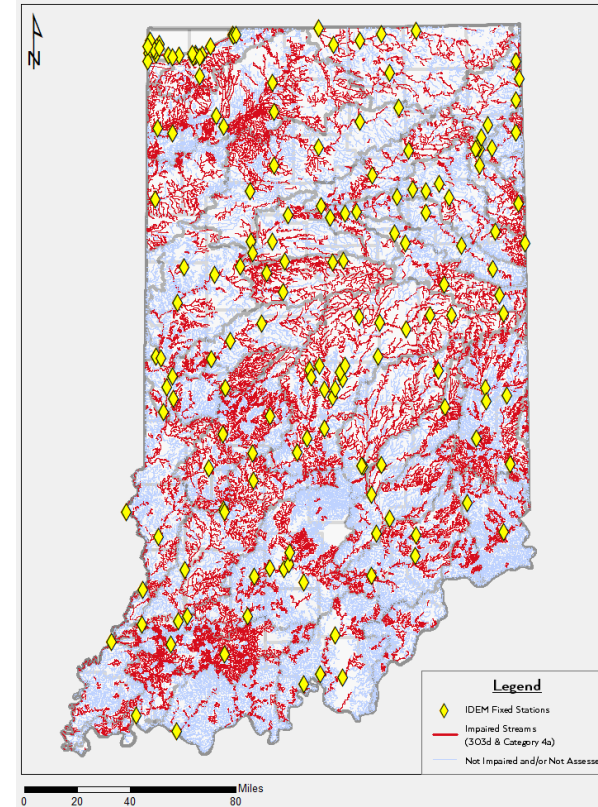 N
Legend
IDEM Fixed Stations
Impaired Streams
(303d & Category 4a)
Not Impaired and/or Not Assesse
Miles
0 20 40 80